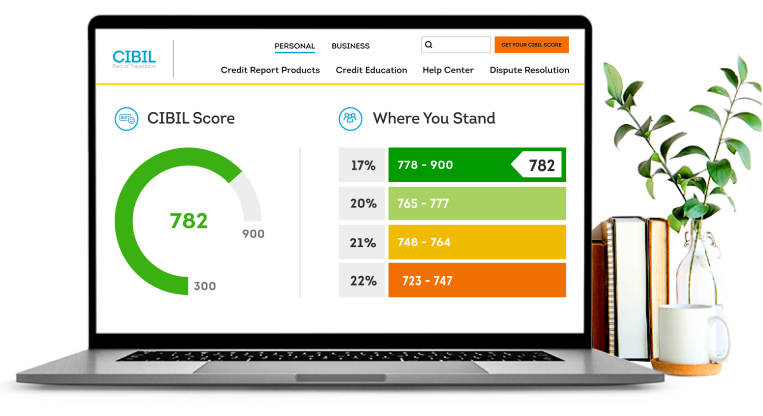 CIBIL
Part of TransUnion
PERSONAL BUSINESS
GET YOUR CIBIL SCORE
Credit Report Products Credit Education Help Center Dispute Resolution
CIBIL Score
782
900
300
Where You Stand
17% 778 - 900 782
20% 765 - 777
21% 748 - 764
22% 723 - 747